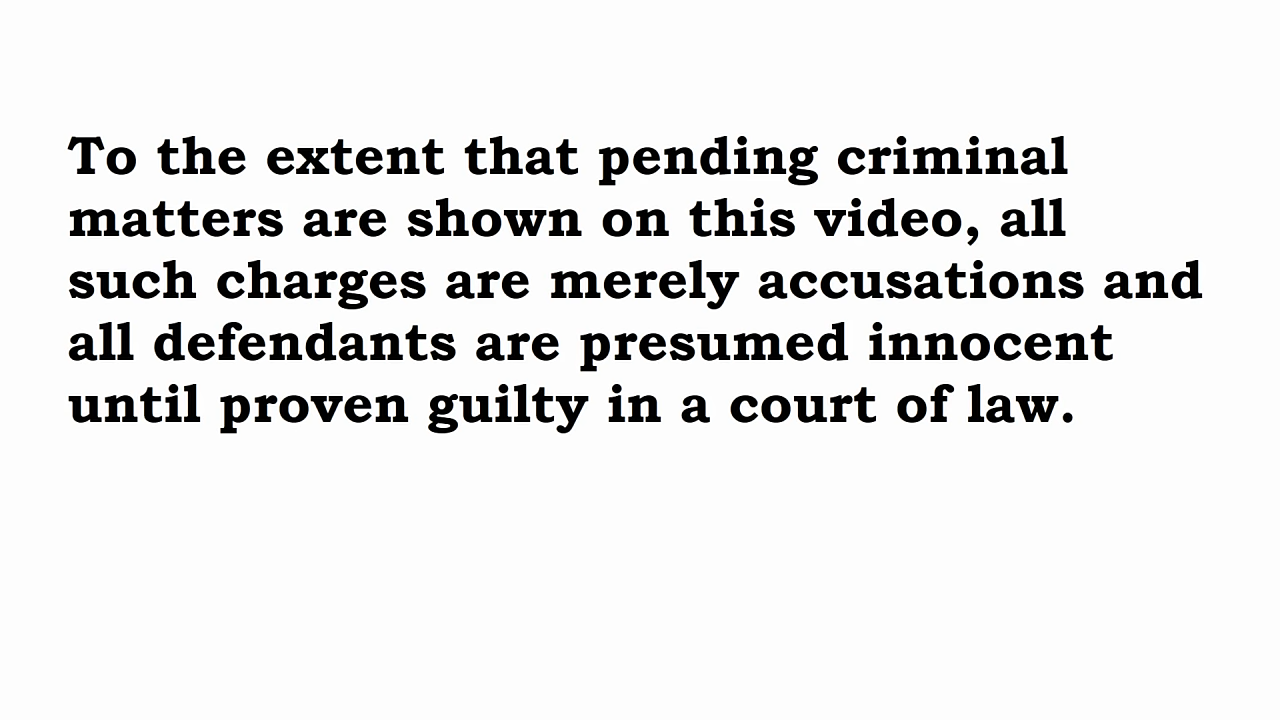 To the extent that pending criminal
matters are shown on this video, all
such charges are merely accusations and
all defendants are presumed innocent
until proven guilty in a court of law.